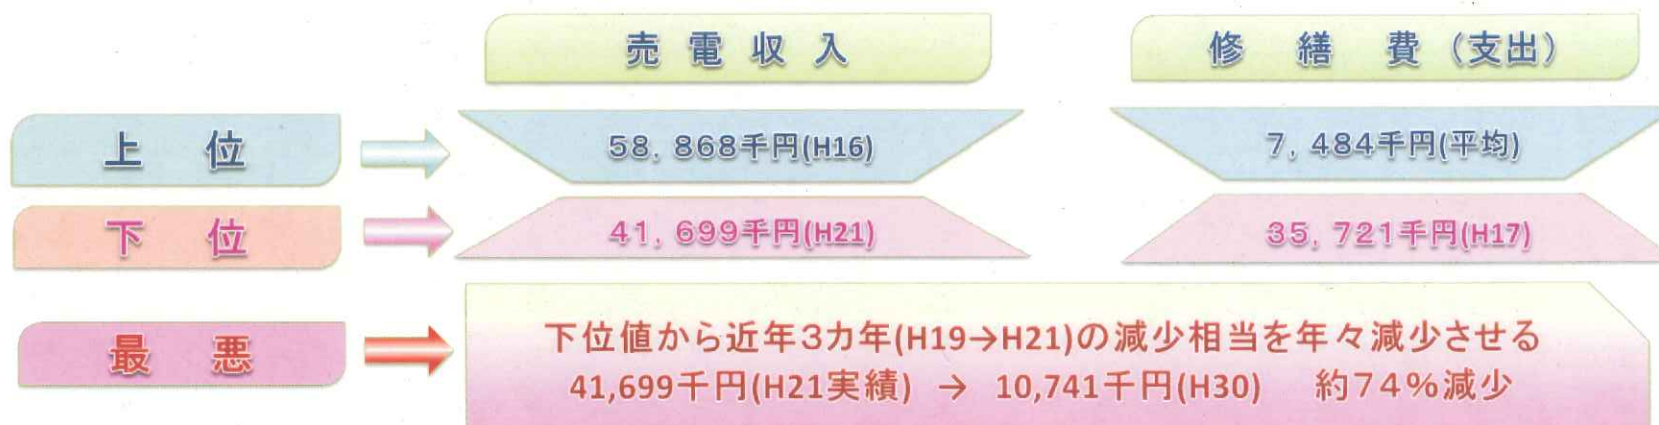 売電収入
修繕費（支出）
上位
58,868千円(H16)
7,484千円(平均)
下位
41,699千円(H21)
35,721千円(H17)
最悪
下位値から近年3カ年(H19→H21)の減少相当を年々減少させる
41,699千円(H21実績) → 10,741千円(H30) 約74%減少